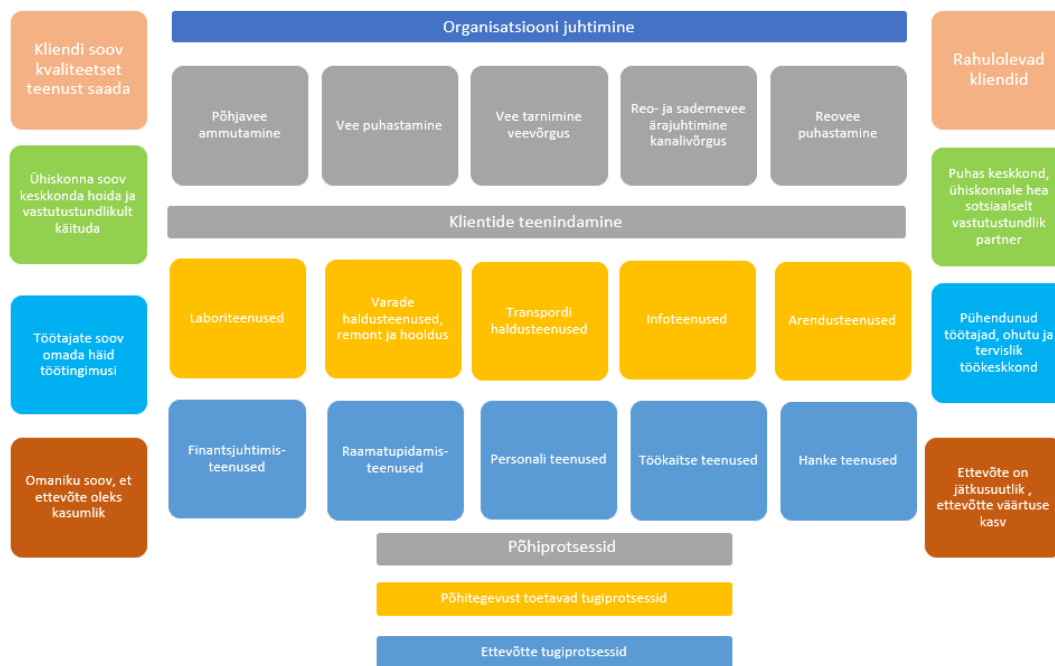 Kliendi soov
kvaliteetset
teenust saada
Organisatsiooni juhtimine
Rahulolevad
kliendid
Põhjavee
ammutamine
Vee puhastamine
Vee tarnimine
veevõrgus
Reo- ja sademevee
ärajuhtimine
kanalivõrgus
Reovee
puhastamine
Ühiskonna soov
keskkonda hoida ja
vastutustundlikult
käituda
Puhas keskkond,
ühiskonnale hea
sotsiaalselt
vastutustundlik
partner
Klientide teenindamine
Laboriteenused
Varade
haldusteenused,
remont ja hooldus
Transpordi
haldusteenused
Infoteenused
Arendusteenused
Töötajate soov
omada häid
töötingimusi
Pühendunud
töötajad, ohutu ja
tervislik
töökeskkond
Finantsjuhtimis-
teenused
Raamatupidamis-
teenused
Personali teenused
Töökaitse teenused
Hanke teenused
Omaniku soov, et
ettevõte oleks
kasumlik
Ettevõte on
jätkusuutlik ,
ettevõtte väärtuse
kasv
Põhiprotsessid
Põhitegevust toetavad tugiprotsessid
Ettevõtte tugiprotsessid